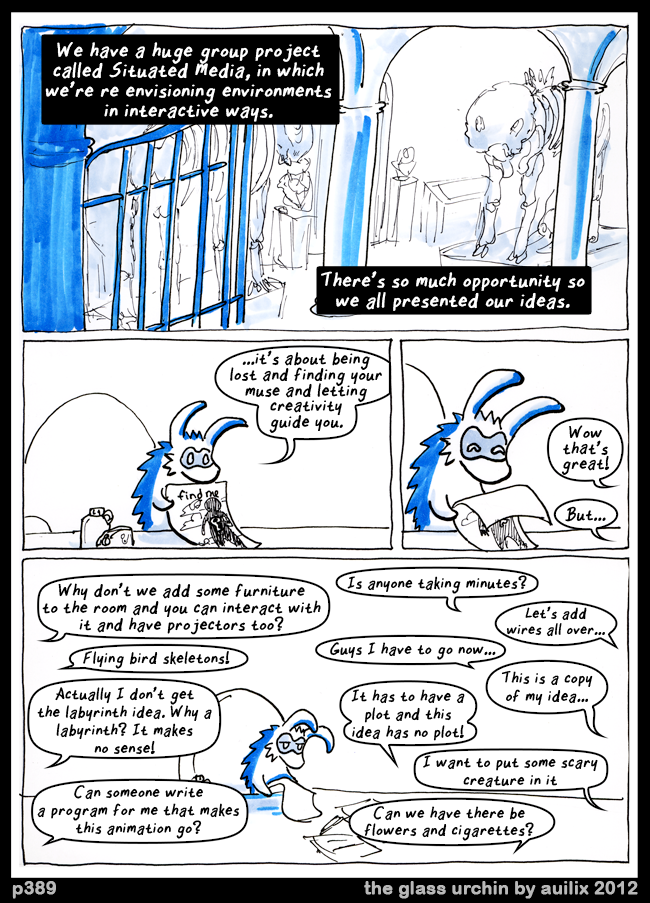 We have a huge group project
called Situated Media, in which
we're re envisioning environments
in interactive ways.
There's so much opportunity so
we all presented our ideas.
...it's about being
lost and finding your
muse and letting
creativity
guide you.
find me
Wow
that's
great!
But...
Why don't we add some furniture
to the room and you can interact with
it and have projectors too?
Is anyone taking minutes?
Let's add
wires all over...
Flying bird skeletons!
Guys I have to go now...
This is a copy
of my idea...
Actually I don't get
the labyrinth idea. Why a
labyrinth? It makes
no sense!
It has to have a
plot and this
idea has no plot!
I want to put some scary
creature in it
Can someone write
a program for me that makes
this animation go?
Can we have there be
flowers and cigarettes?
p389
the glass urchin by auilix 2012